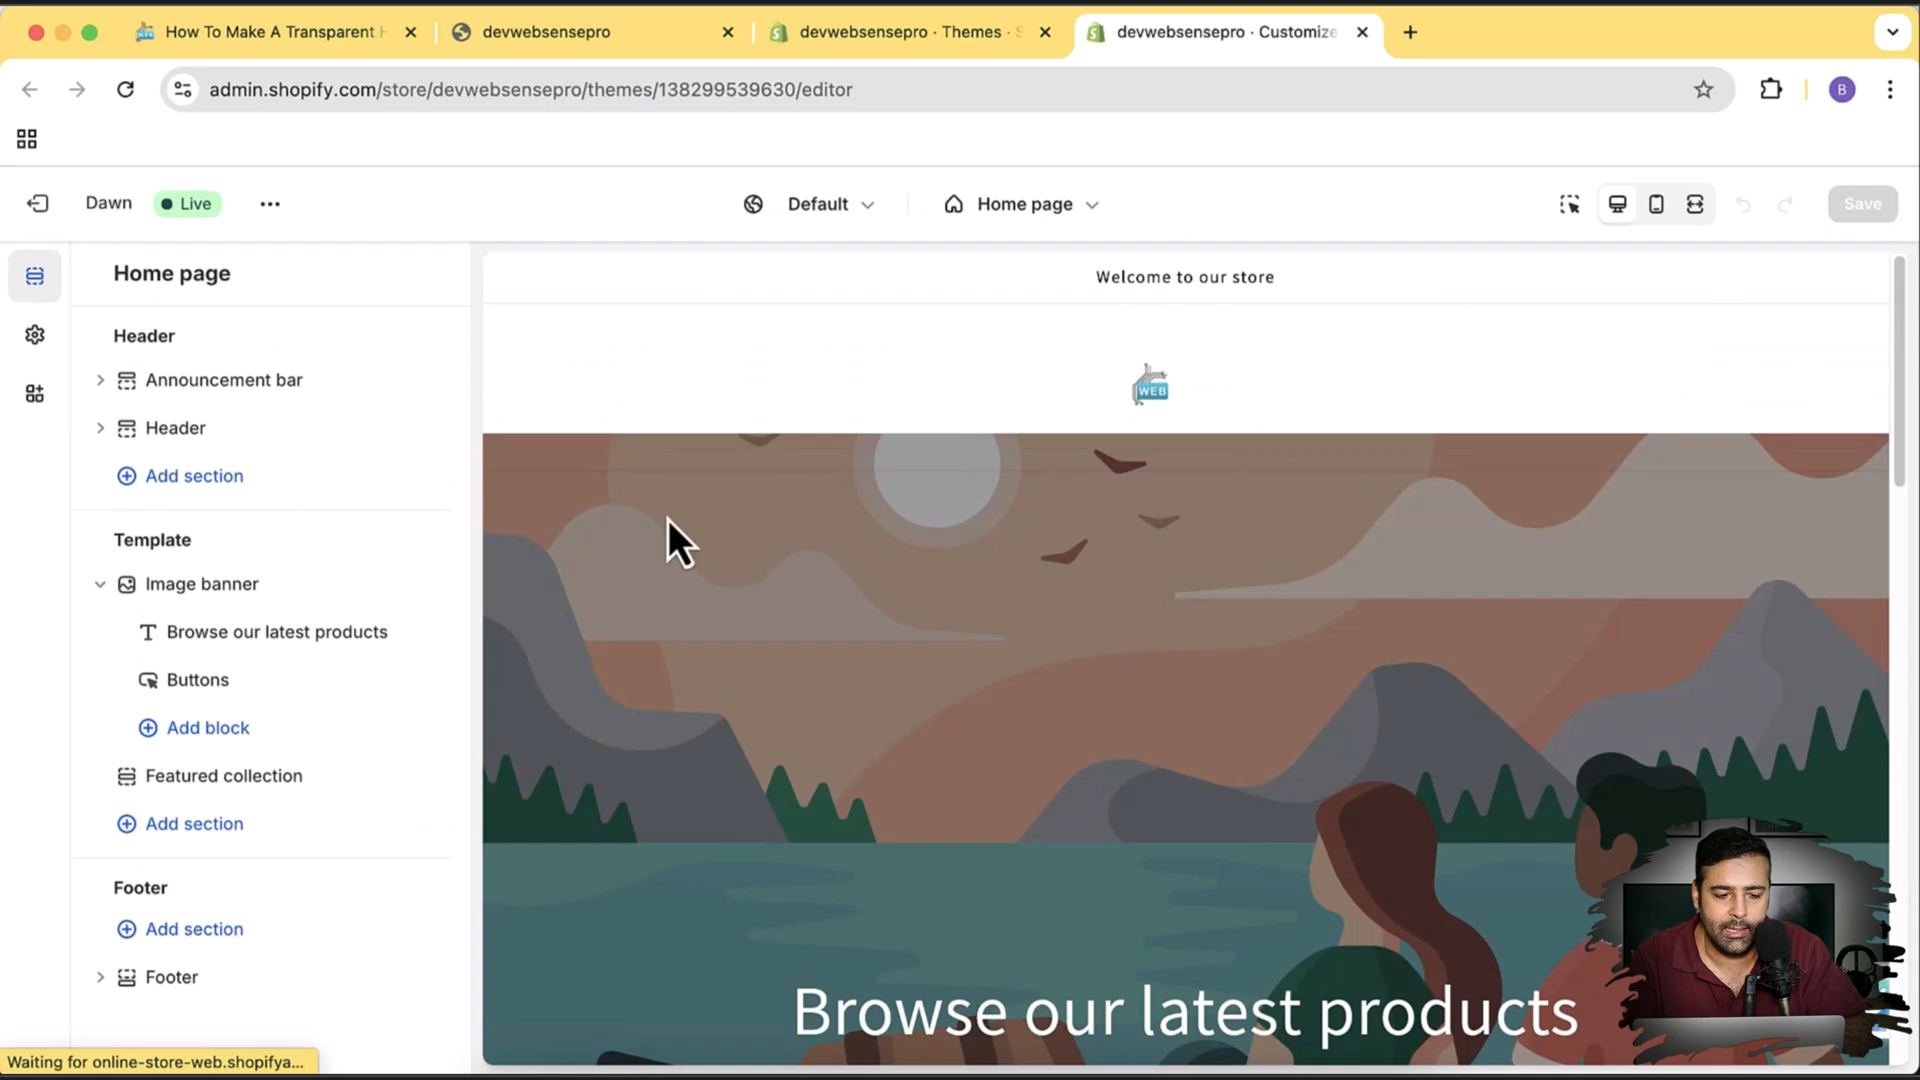 How To Make A Transparent H
devwebsensepro
devwebsensepro · Themes · S
devwebsensepro · Customize
admin.shopify.com/store/devwebsensepro/themes/138299539630/editor
B
Dawn
Live
Default
Home page
Save
Home page
Header
Announcement bar
Header
Add section
Template
Image banner
Browse our latest products
Buttons
Add block
Featured collection
Add section
Footer
Add section
Footer
Welcome to our store
WEB
Browse our latest products
Waiting for online-store-web.shopifya...